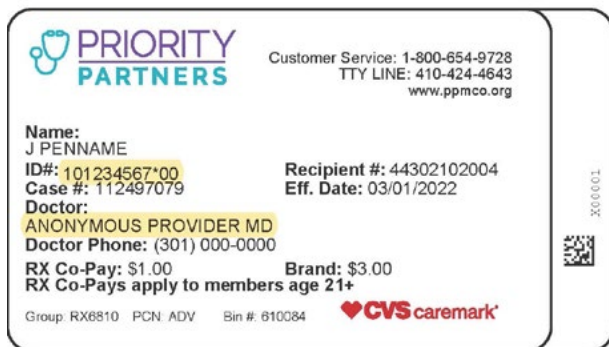 PRIORITY
PARTNERS
Customer Service: 1-800-654-9728
TTY LINE: 410-424-4643
www.ppmco.org
Name:
J PENNAME
ID#: 101234567*00 Recipient #: 44302102004
Case #: 112497079 Eff. Date: 03/01/2022
Doctor:
ANONYMOUS PROVIDER MD
Doctor Phone: (301) 000-0000
RX Co-Pay: $1.00 Brand: $3.00
RX Co-Pays apply to members age 21+
Group: RX6810 PCN: ADV Bin #: 610084 CVS caremark
X00001